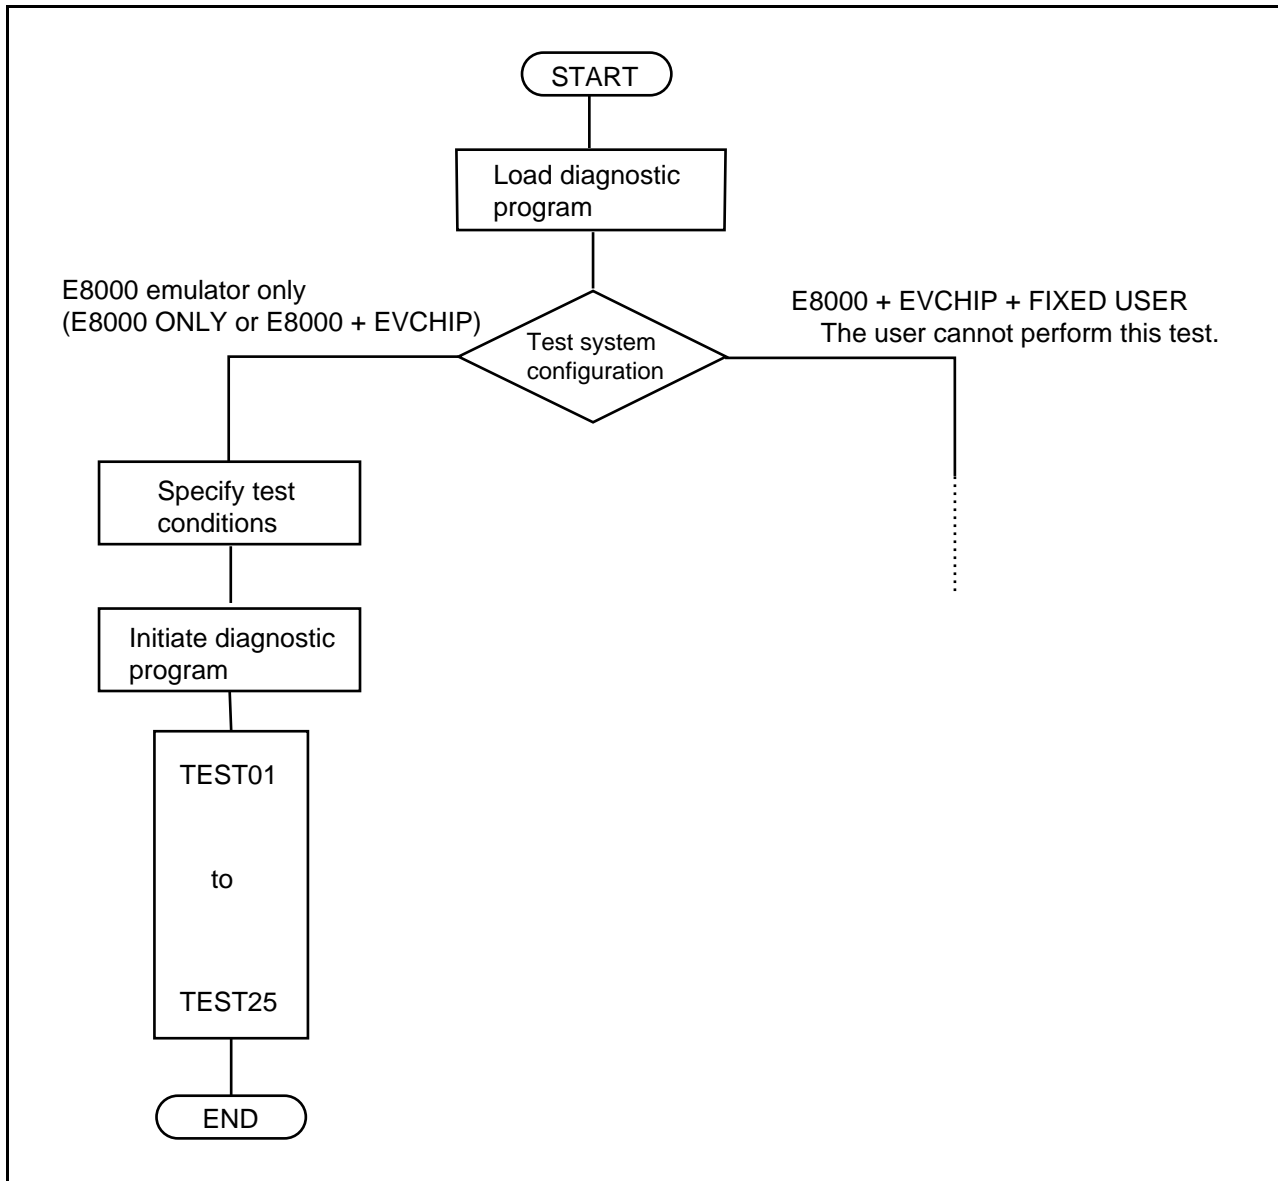 START
Load diagnostic
program
E8000 emulator only
(E8000 ONLY or E8000 + EVCHIP)
Test system
configuration
E8000 + EVCHIP + FIXED USER
The user cannot perform this test.
Specify test
conditions
Initiate diagnostic
program
TEST01
to
TEST25
END